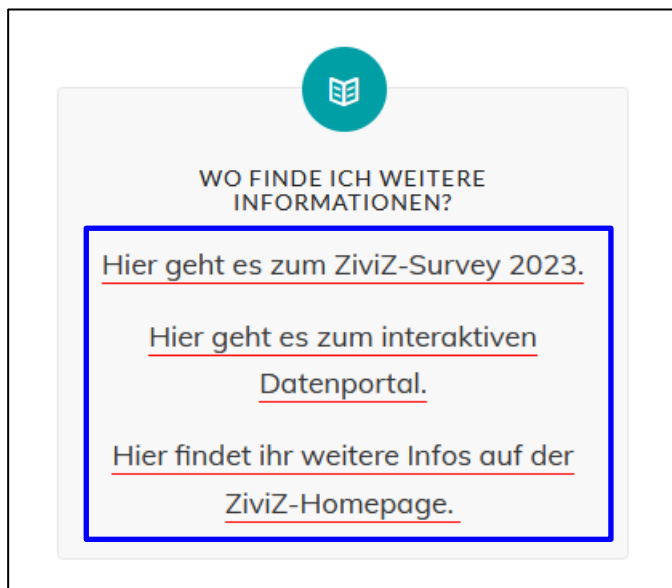 WO FINDE ICH WEITERE
INFORMATIONEN?
Hier geht es zum ZiviZ-Survey 2023.
Hier geht es zum interaktiven
Datenportal.
Hier findet ihr weitere Infos auf der
ZiviZ-Homepage.